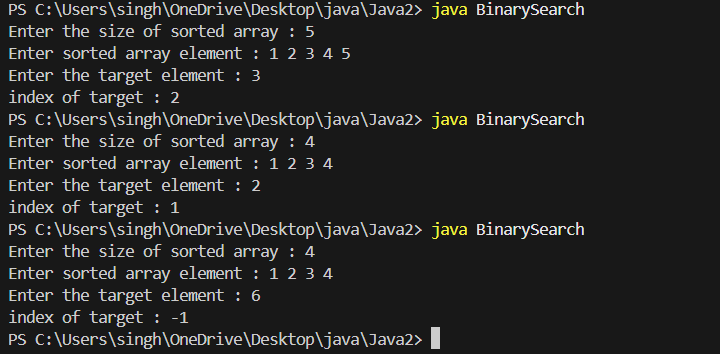 PS C:\Users\singh\OneDrive\Desktop\java\Java2> java BinarySearch
Enter the size of sorted array : 5
Enter sorted array element : 1 2 3 4 5
Enter the target element : 3
index of target : 2
PS C:\Users\singh\OneDrive\Desktop\java\Java2> java BinarySearch
Enter the size of sorted array : 4
Enter sorted array element : 1 2 3 4
Enter the target element : 2
index of target : 1
PS C:\Users\singh\OneDrive\Desktop\java\Java2> java BinarySearch
Enter the size of sorted array : 4
Enter sorted array element : 1 2 3 4
Enter the target element : 6
index of target : -1
PS C:\Users\singh\OneDrive\Desktop\java\Java2>